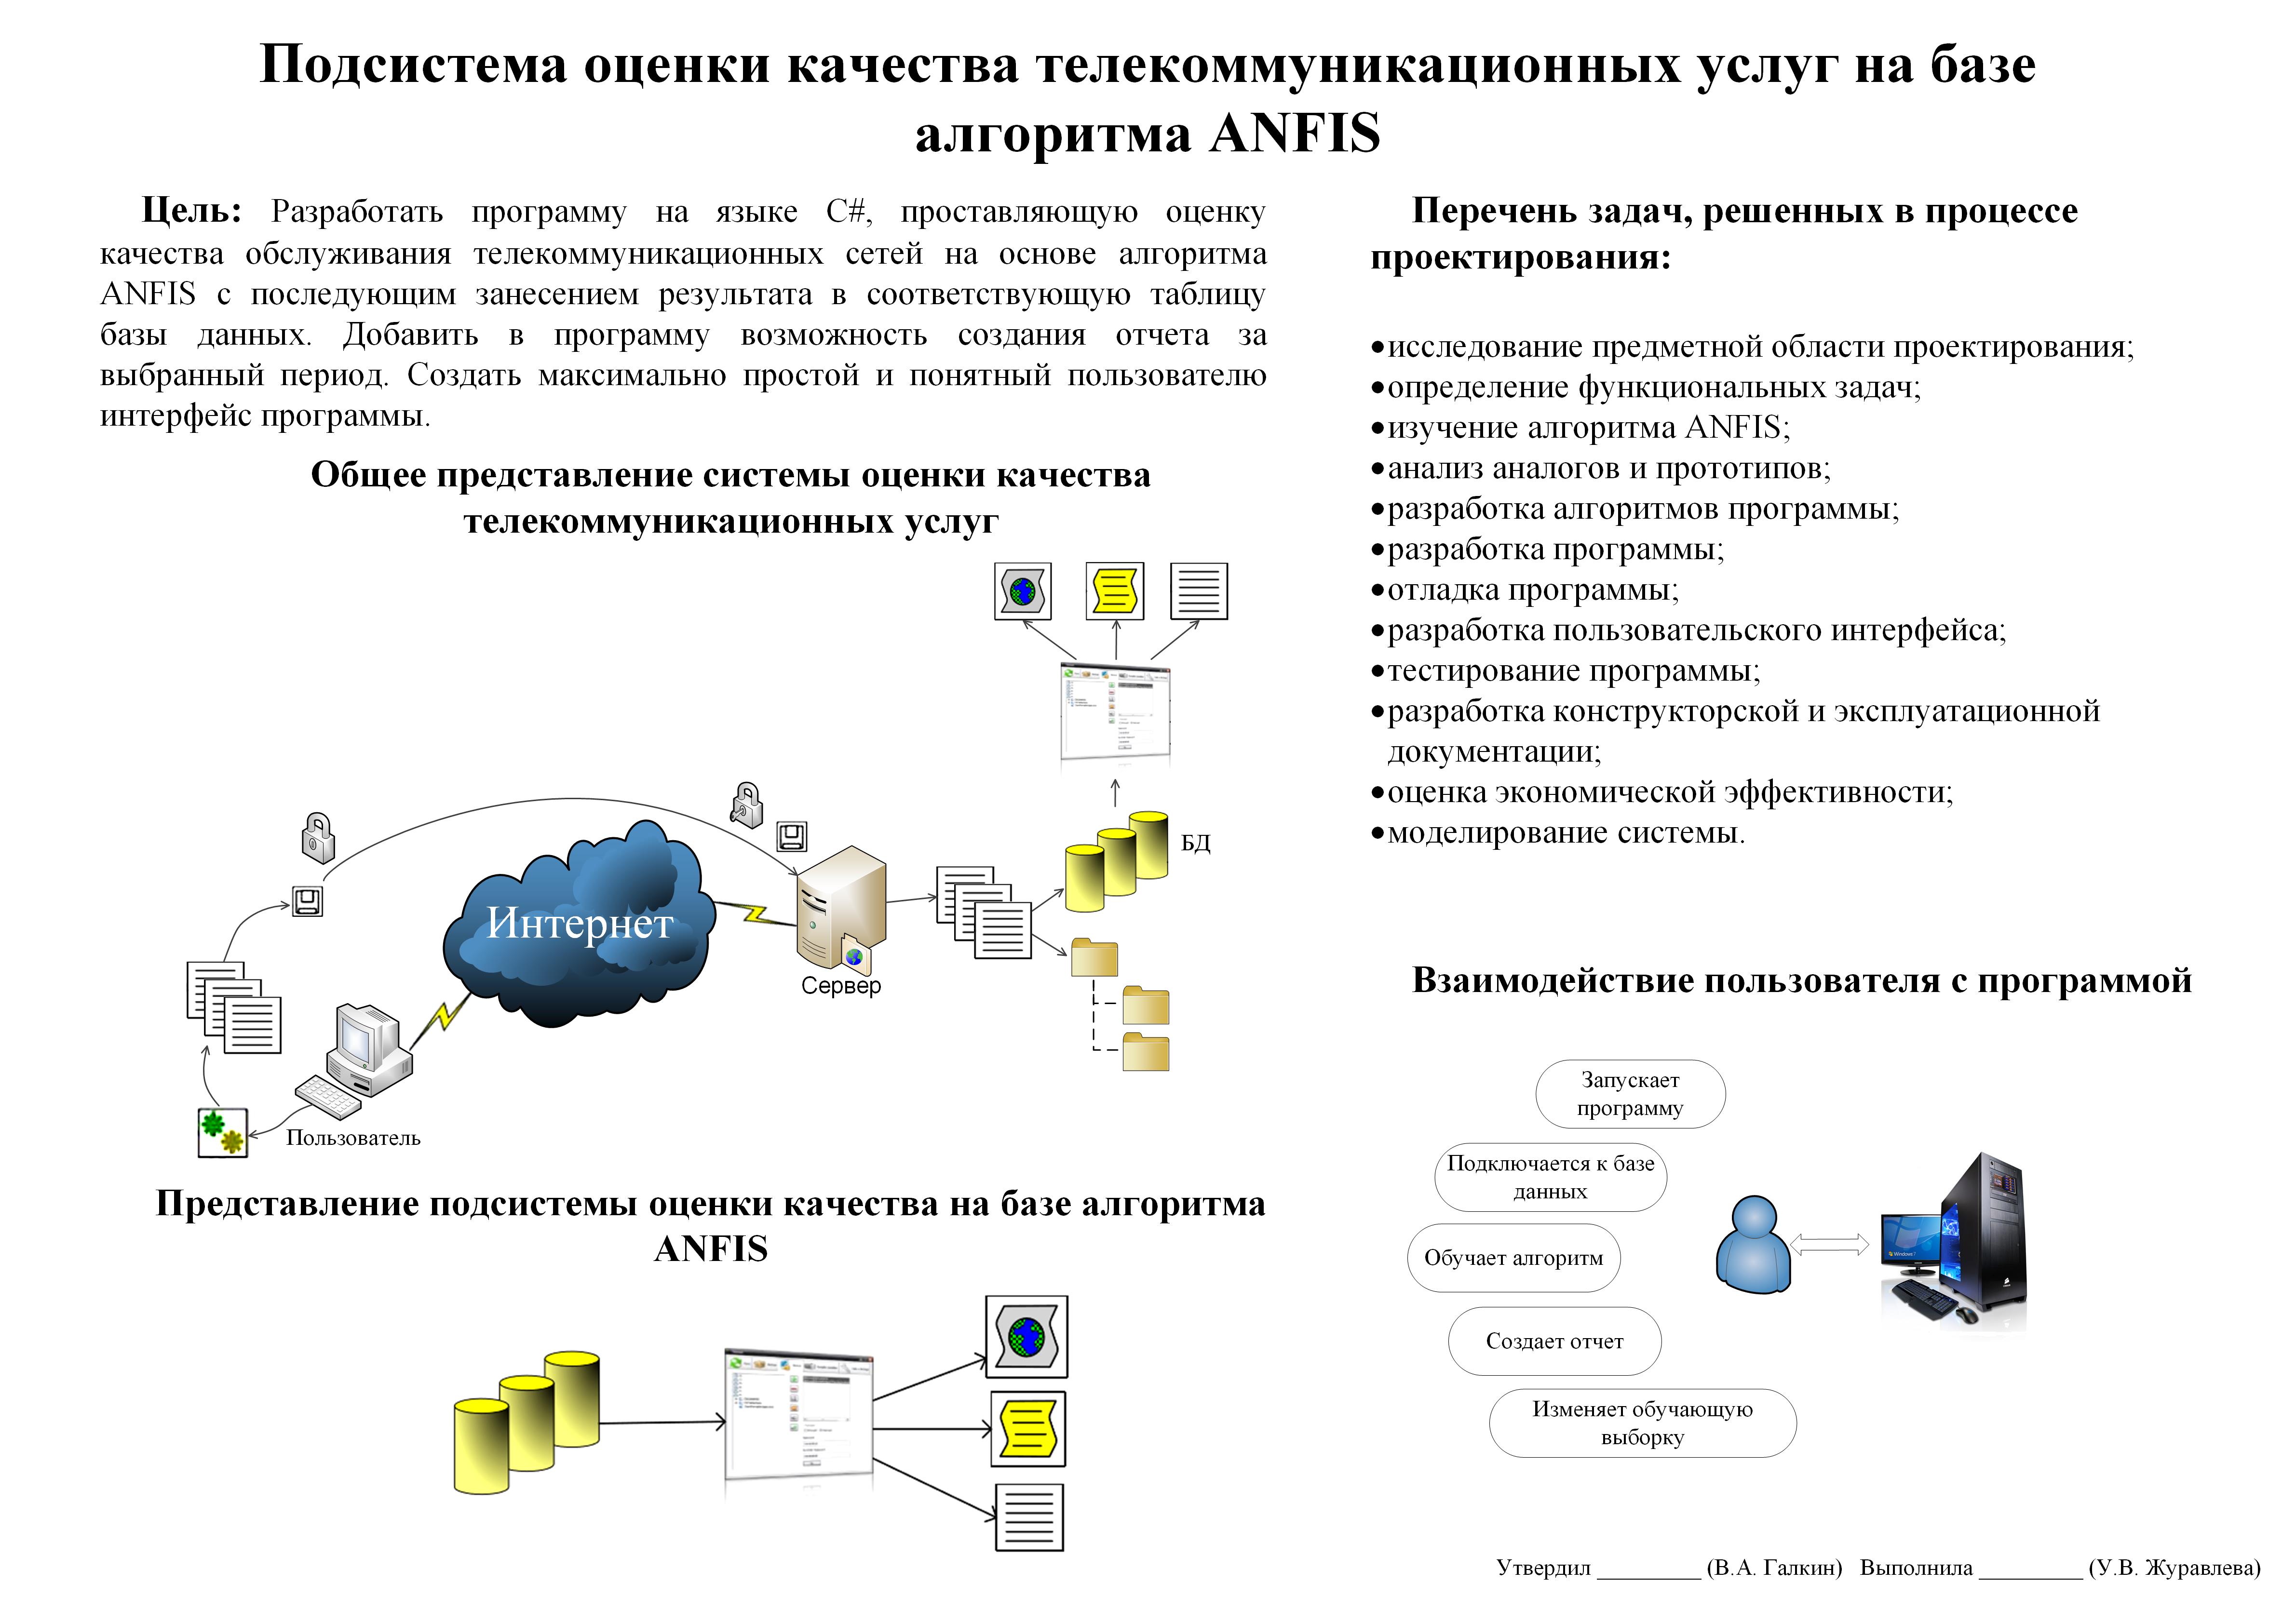 Подсистема оценки качества телекоммуникационных услуг на базе
алгоритма ANFIS
Цель: Разработать программу на языке C#, проставляющую оценку
качества обслуживания телекоммуникационных сетей на основе алгоритма
ANFIS с последующим занесением результата в соответствующую таблицу
базы данных. Добавить в программу возможность создания отчета за
выбранный период. Создать максимально простой и понятный пользователю
интерфейс программы.
Общее представление системы оценки качества
телекоммуникационных услуг
БД
Интернет
Сервер
Пользователь
Представление подсистемы оценки качества на базе алгоритма
ANFIS
Перечень задач, решенных в процессе
проектирования:
•исследование предметной области проектирования;
•определение функциональных задач;
•изучение алгоритма ANFIS;
•анализ аналогов и прототипов;
•разработка алгоритмов программы;
•разработка программы;
•отладка программы;
•разработка пользовательского интерфейса;
•тестирование программы;
•разработка конструкторской и эксплуатационной
документации;
•оценка экономической эффективности;
•моделирование системы.
Взаимодействие пользователя с программой
Запускает
программу
Подключается к базе
данных
Обучает алгоритм
Создает отчет
Изменяет обучающую
выборку
Утвердил _________ (В.А. Галкин) Выполнила _________ (У.В. Журавлева)